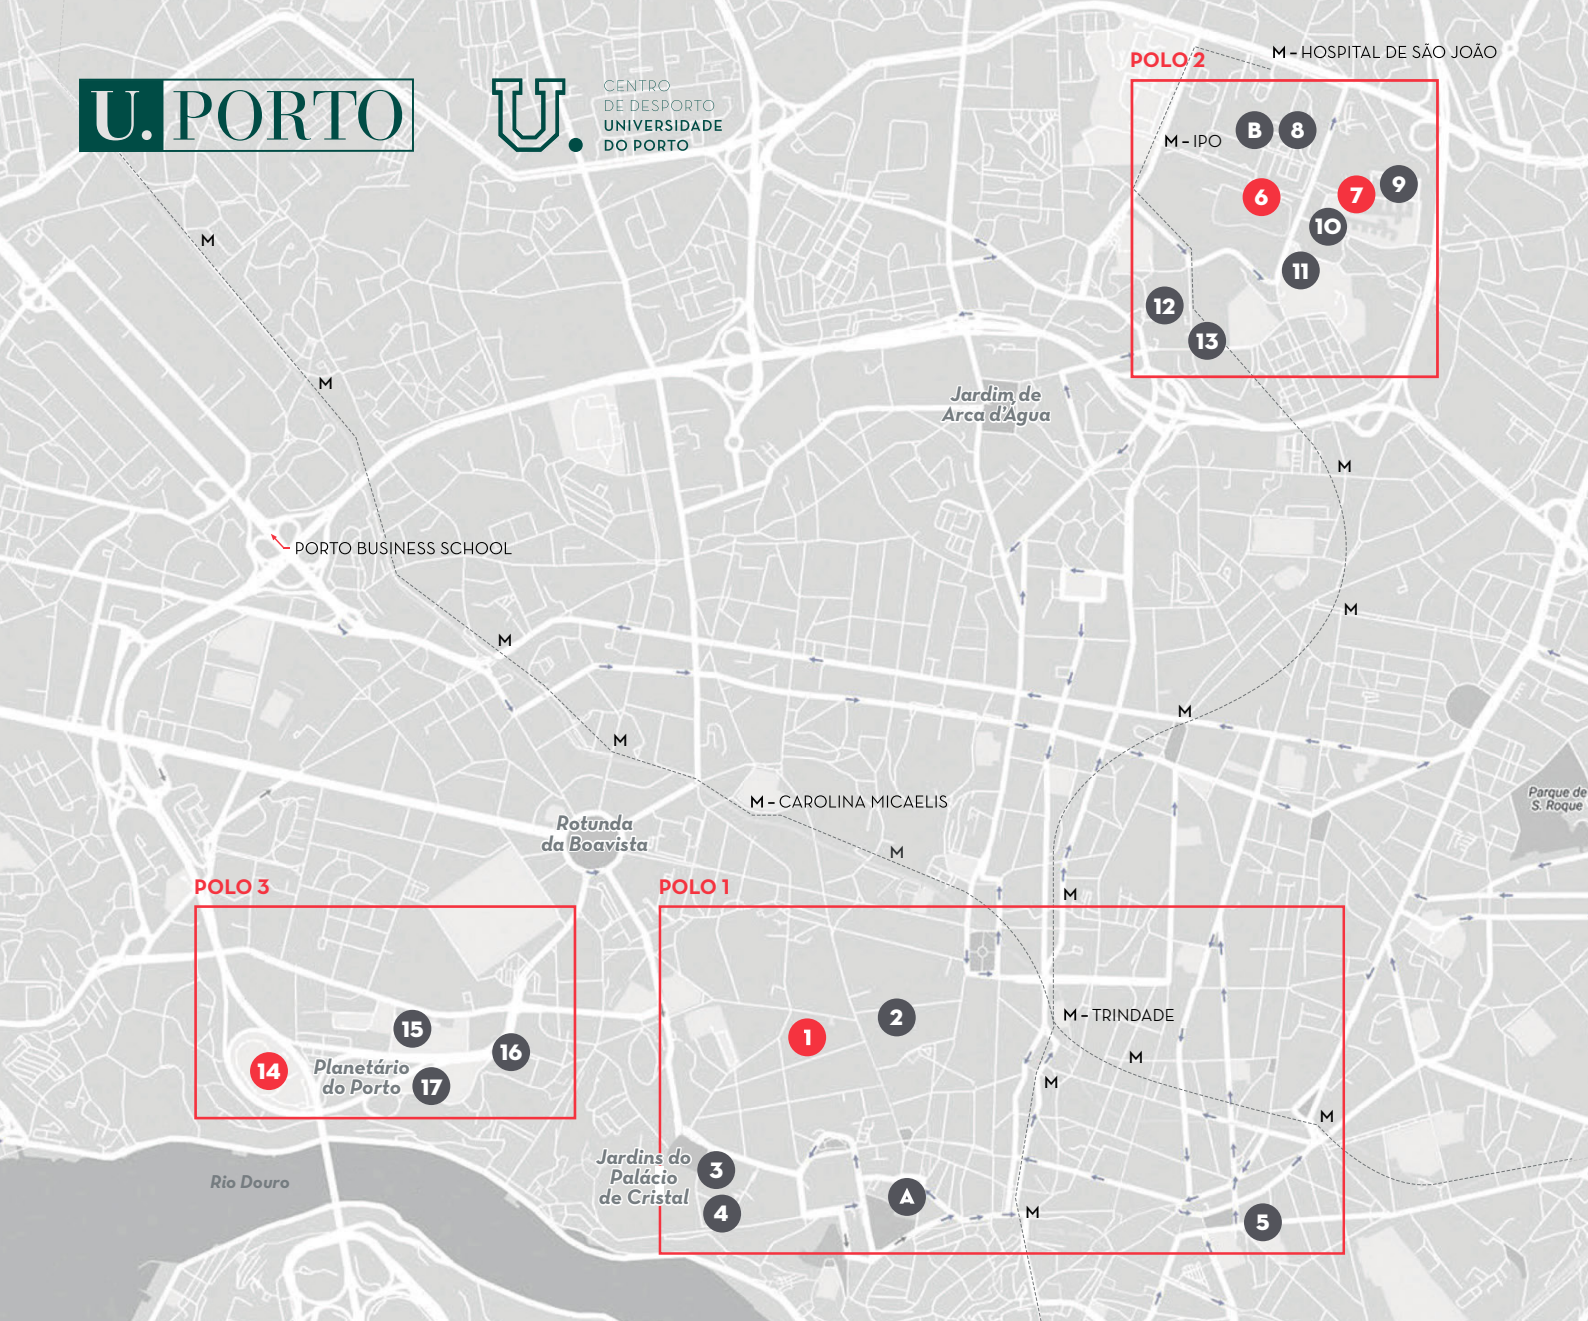 U. PORTO
U.
CENTRO
DE DESPORTO
UNIVERSIDADE
DO PORTO
POLO 2
M – HOSPITAL DE SÃO JOÃO
B
8
M – IPO
6
7
9
10
11
12
13
M
M
Jardim de
Arca d'Água
M
PORTO BUSINESS SCHOOL
M
M
M
M
Parque de
S. Roque
M – CAROLINA MICAELIS
Rotunda
da Boavista
M
M
POLO 3
POLO 1
15
16
14
Planetário
do Porto
17
1
2
M – TRINDADE
M
M
M
Jardins do
Palácio
de Cristal
3
4
A
M
5
Rio Douro